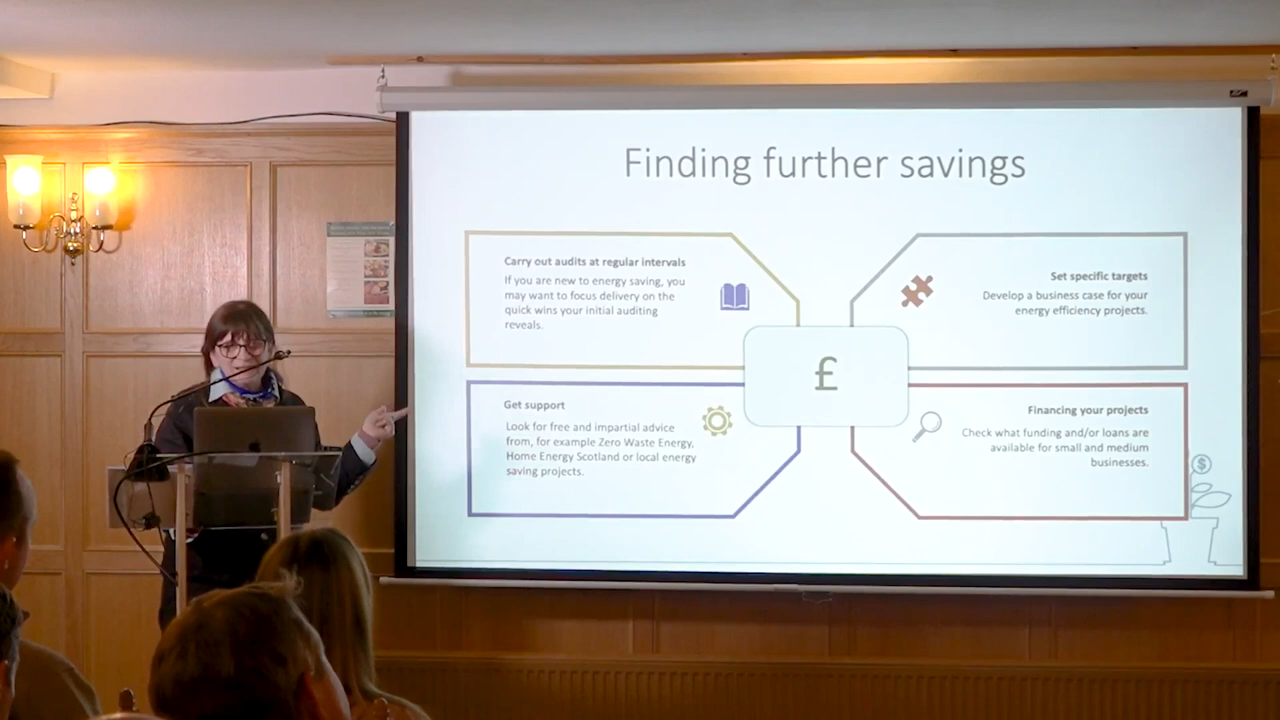 Finding further savings
Carry out audits at regular intervals
If you are new to energy saving, you
may want to focus delivery on the
quick wins your initial auditing
reveals.
Set specific targets
Develop a business case for your
energy efficiency projects.
£
Get support
Look for free and impartial advice
from, for example Zero Waste Energy,
Home Energy Scotland or local energy
saving projects.
Financing your projects
Check what funding and/or loans are
available for small and medium
businesses.
$